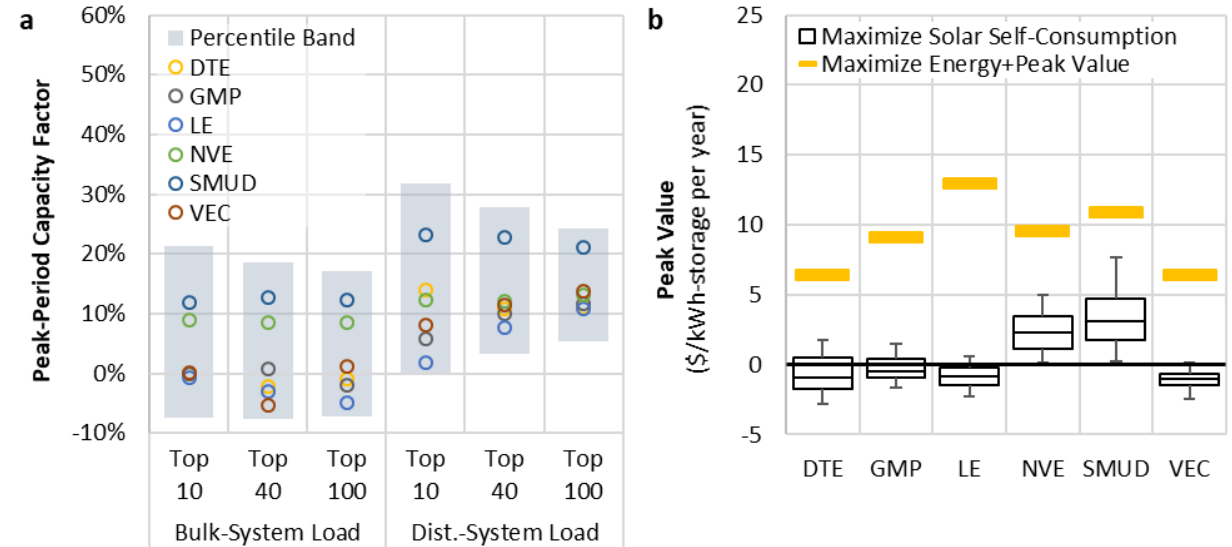 a
Peak-Period Capacity Factor
60%
50%
40%
30%
20%
10%
0%
-10%
Percentile Band
DTE
GMP
LE
NVE
SMUD
VEC
Top 10
Top 40
Top 100
Top 10
Top 40
Top 100
Bulk-System Load
Dist.-System Load
b
Peak Value
($/kWh-storage per year)
25
20
15
10
5
0
-5
Maximize Solar Self-Consumption
Maximize Energy+Peak Value
DTE
GMP
LE
NVE
SMUD
VEC